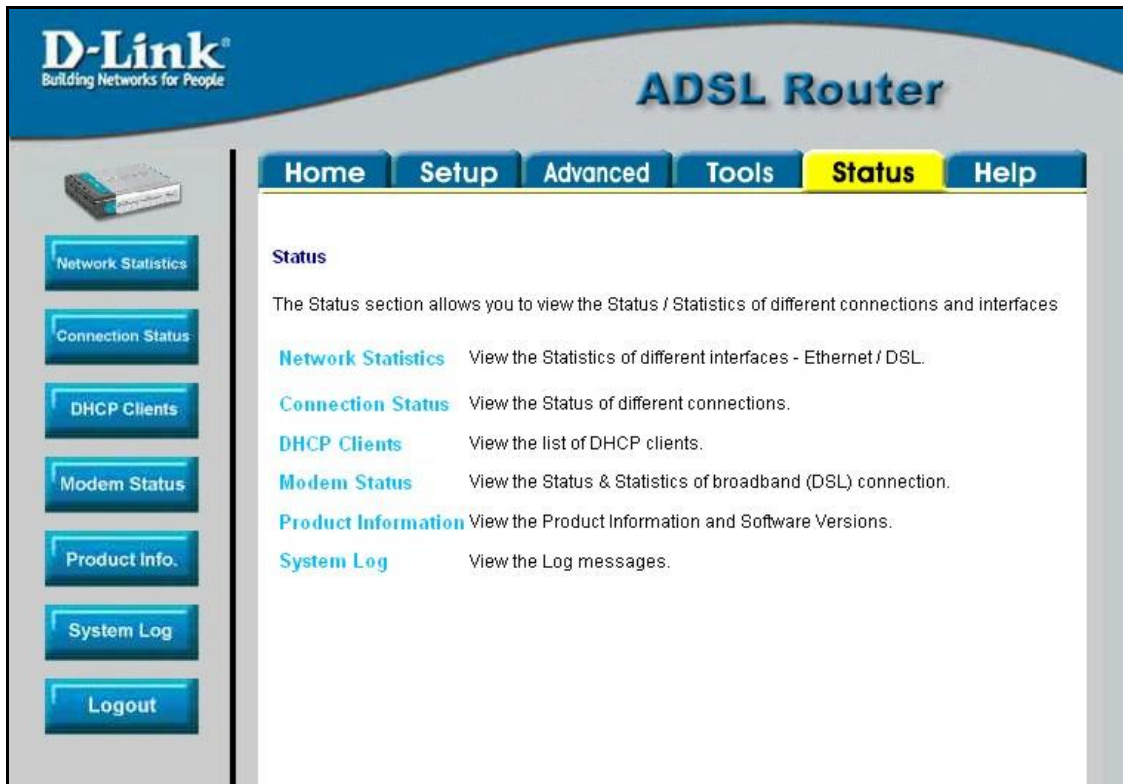 D-Link®
Building Networks for People
ADSL Router
Home Setup Advanced Tools Status Help
Network Statistics
Connection Status
DHCP Clients
Modem Status
Product Info.
System Log
Logout
Status
The Status section allows you to view the Status / Statistics of different connections and interfaces
Network Statistics View the Statistics of different interfaces - Ethernet / DSL.
Connection Status View the Status of different connections.
DHCP Clients View the list of DHCP clients.
Modem Status View the Status & Statistics of broadband (DSL) connection.
Product Information View the Product Information and Software Versions.
System Log View the Log messages.